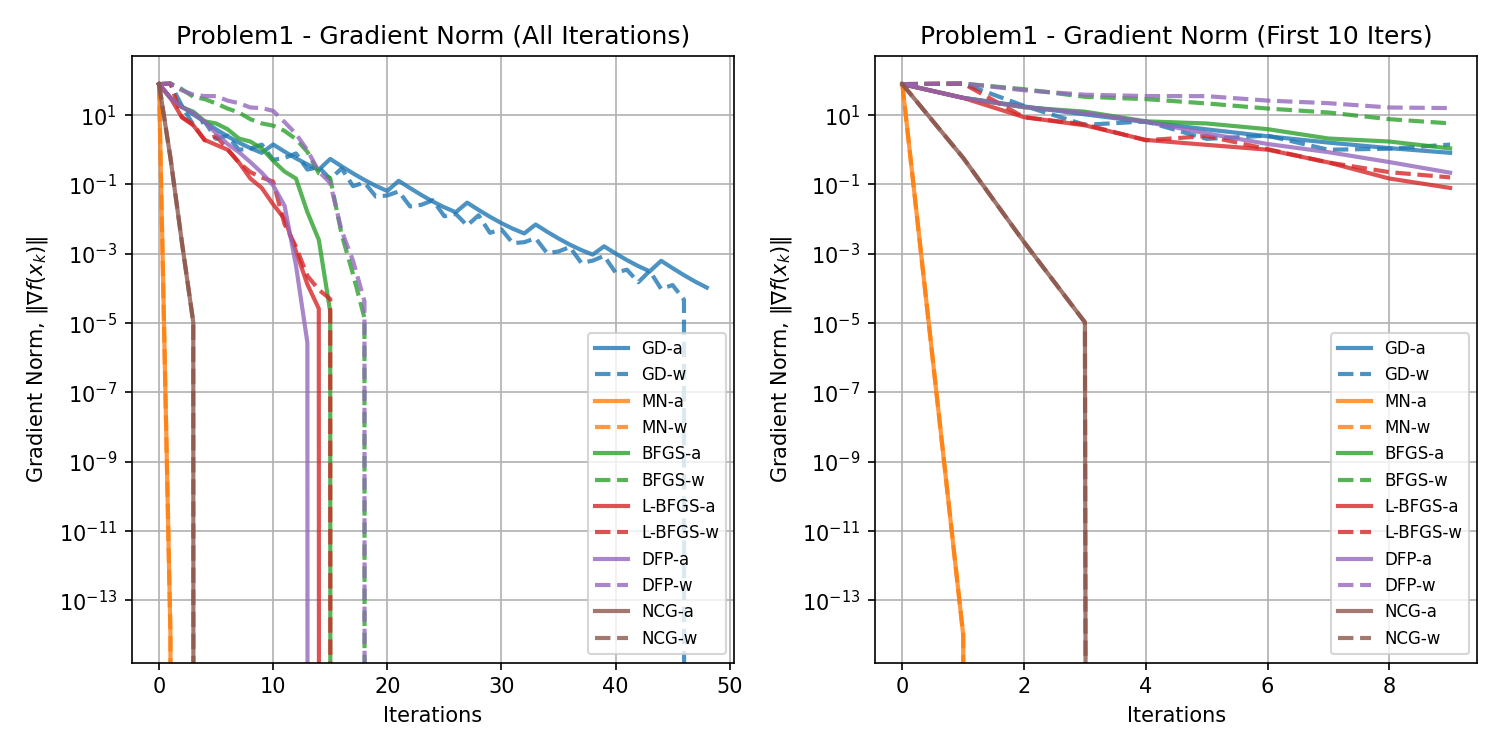 Problem1 - Gradient Norm (All Iterations)
Gradient Norm, ‖∇f(x_k)‖
10^1
10^-1
10^-3
10^-5
10^-7
10^-9
10^-11
10^-13
0 10 20 30 40 50
Iterations
GD-a
GD-w
MN-a
MN-w
BFGS-a
BFGS-w
L-BFGS-a
L-BFGS-w
DFP-a
DFP-w
NCG-a
NCG-w
Problem1 - Gradient Norm (First 10 Iters)
Gradient Norm, ‖∇f(x_k)‖
10^1
10^-1
10^-3
10^-5
10^-7
10^-9
10^-11
10^-13
0 2 4 6 8
Iterations
GD-a
GD-w
MN-a
MN-w
BFGS-a
BFGS-w
L-BFGS-a
L-BFGS-w
DFP-a
DFP-w
NCG-a
NCG-w